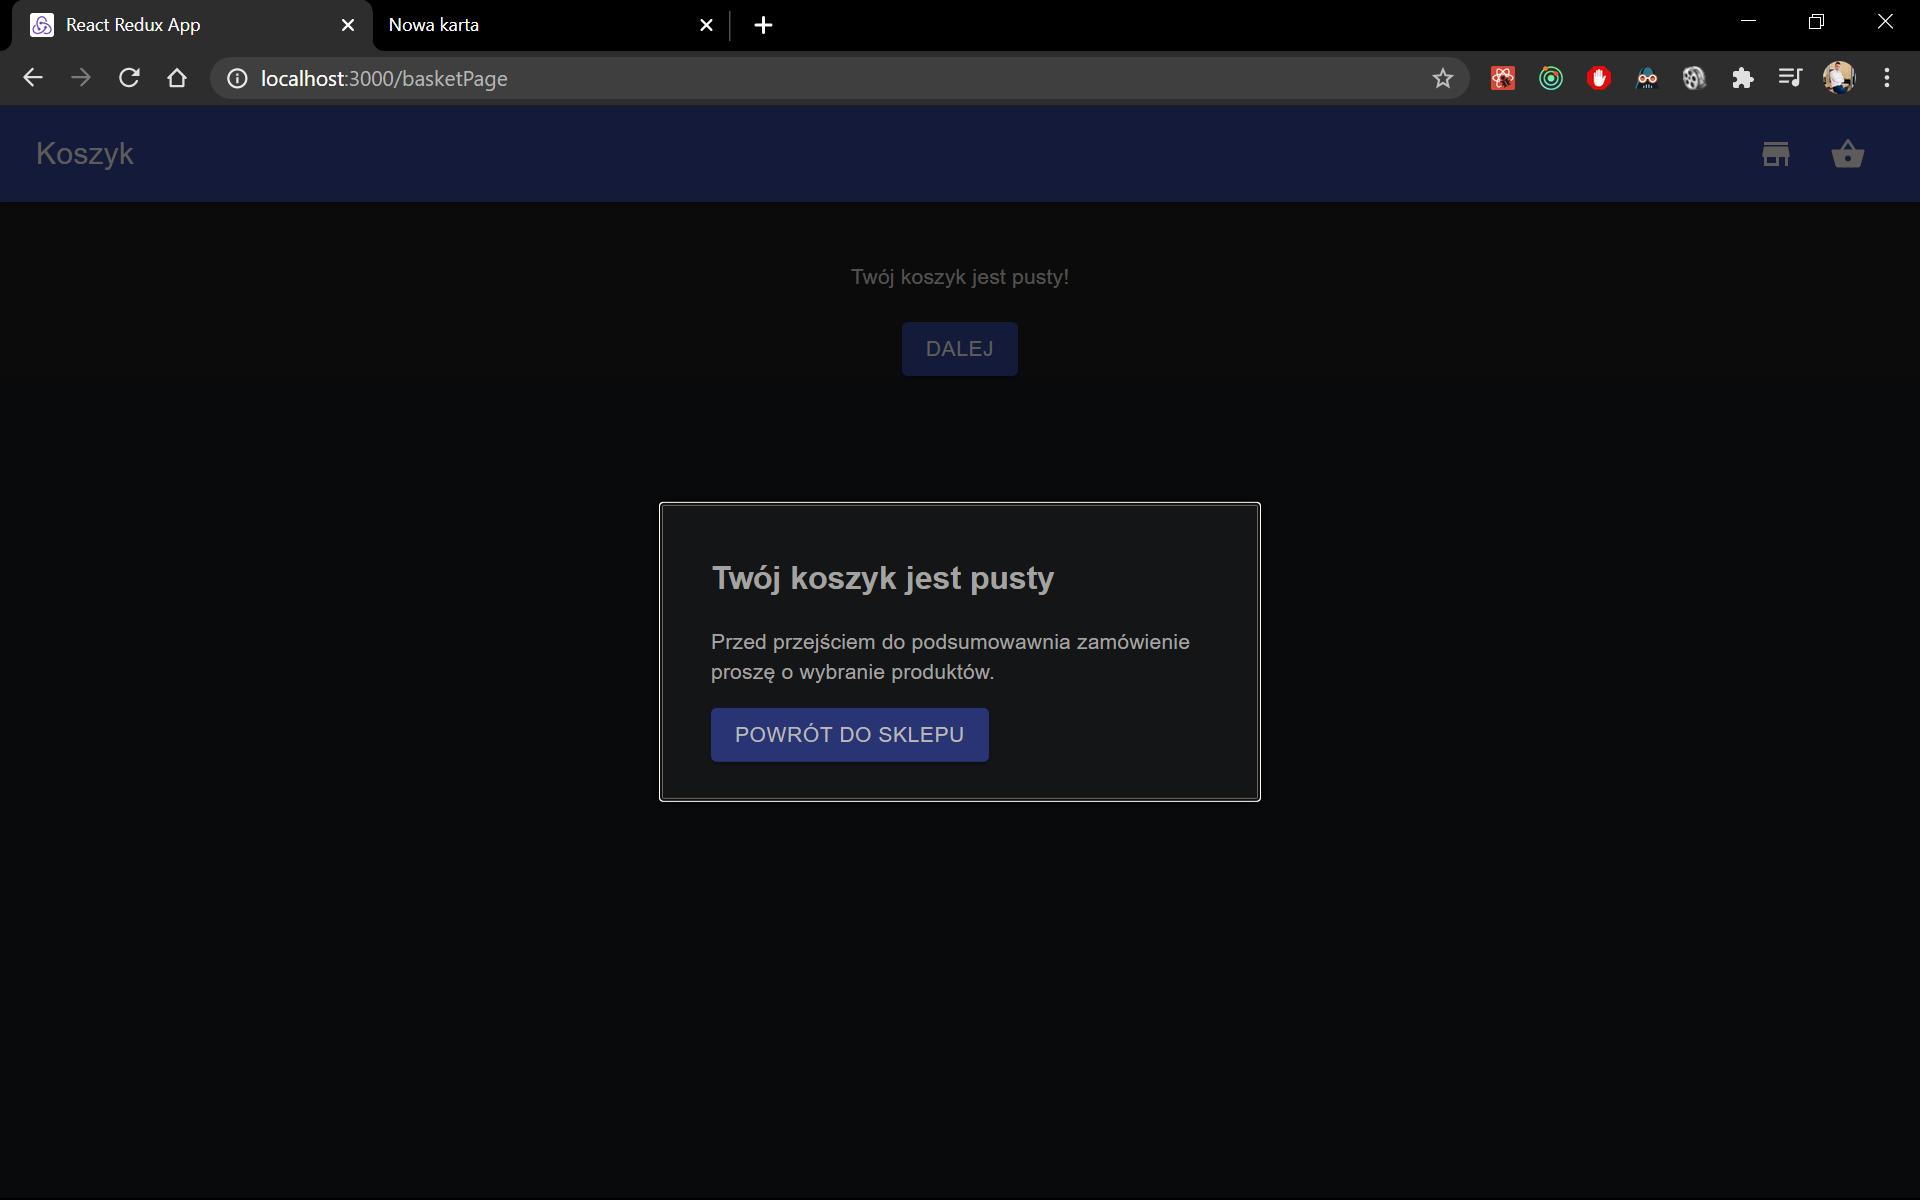 React Redux App
Nowa karta
localhost:3000/basketPage
Koszyk
Twój koszyk jest pusty!
DALEJ
Twój koszyk jest pusty
Przed przejściem do podsumowawnia zamówienie
proszę o wybranie produktów.
POWRÓT DO SKLEPU